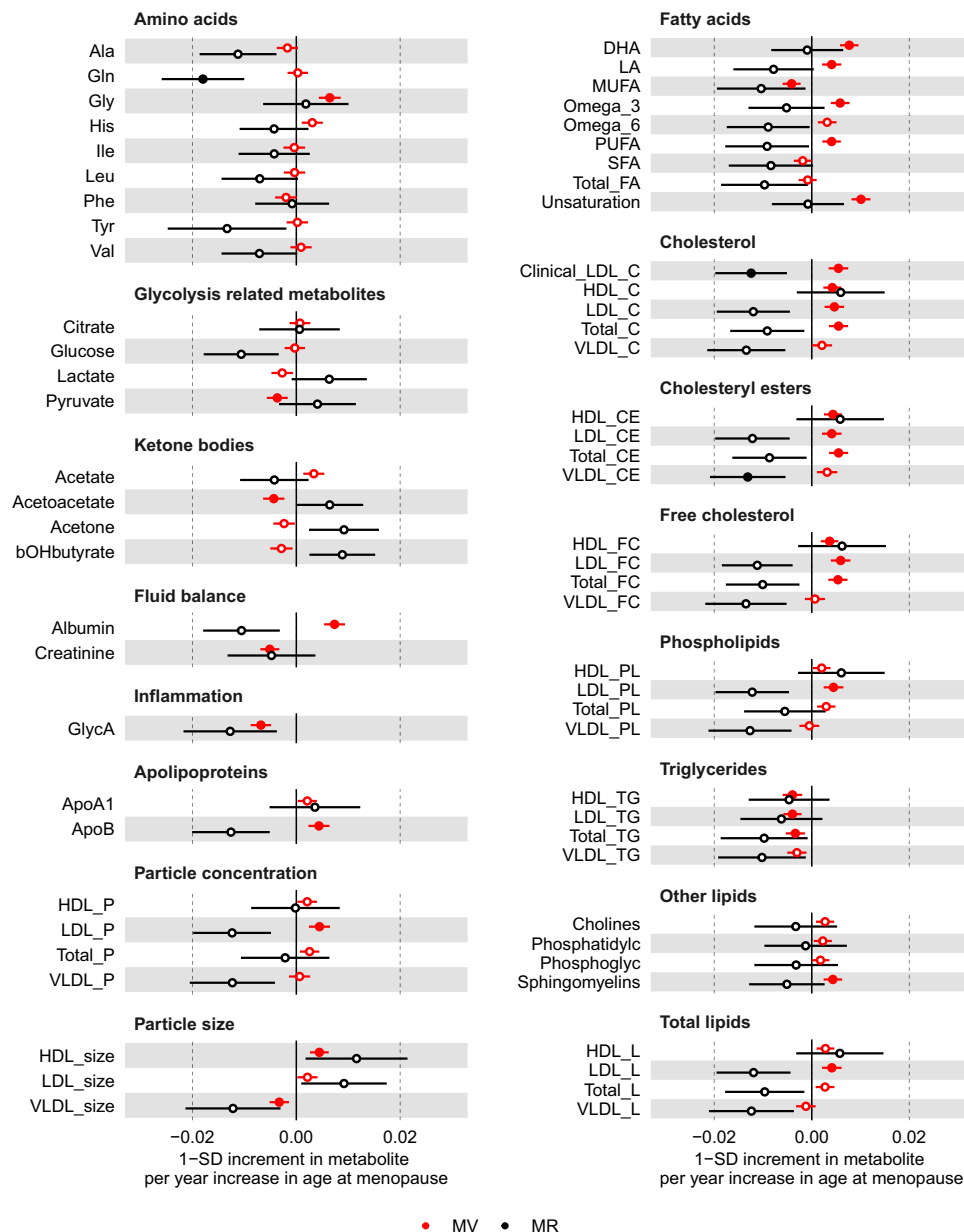 Amino acids
Ala
Gln
Gly
His
Ile
Leu
Phe
Tyr
Val
Glycolysis related metabolites
Citrate
Glucose
Lactate
Pyruvate
Ketone bodies
Acetate
Acetoacetate
Acetone
bOHbutyrate
Fluid balance
Albumin
Creatinine
Inflammation
GlycA
Apolipoproteins
ApoA1
ApoB
Particle concentration
HDL_P
LDL_P
Total_P
VLDL_P
Particle size
HDL_size
LDL_size
VLDL_size
−0.02 0.00 0.02
1−SD increment in metabolite
per year increase in age at menopause
Fatty acids
DHA
LA
MUFA
Omega_3
Omega_6
PUFA
SFA
Total_FA
Unsaturation
Cholesterol
Clinical_LDL_C
HDL_C
LDL_C
Total_C
VLDL_C
Cholesteryl esters
HDL_CE
LDL_CE
Total_CE
VLDL_CE
Free cholesterol
HDL_FC
LDL_FC
Total_FC
VLDL_FC
Phospholipids
HDL_PL
LDL_PL
Total_PL
VLDL_PL
Triglycerides
HDL_TG
LDL_TG
Total_TG
VLDL_TG
Other lipids
Cholines
Phosphatidylc
Phosphoglyc
Sphingomyelins
Total lipids
HDL_L
LDL_L
Total_L
VLDL_L
−0.02 0.00 0.02
1−SD increment in metabolite
per year increase in age at menopause
MV MR